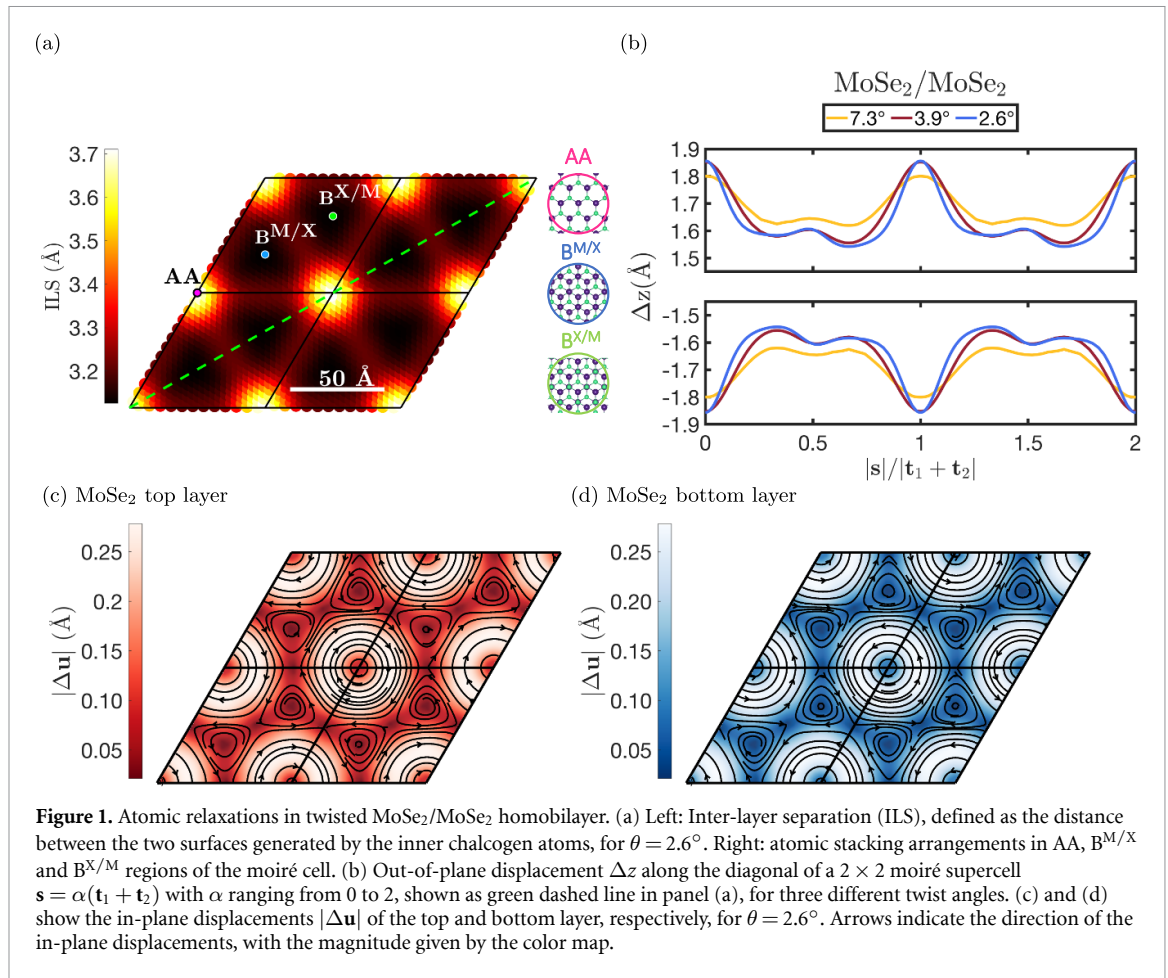 (a)
(b)
MoSe₂/MoSe₂
7.3° 3.9° 2.6°
ILS (Å)
3.7
3.6
3.5
3.4
3.3
3.2
B^X/M
B^M/X
AA
50 Å
AA
B^M/X
B^X/M
Δz(Å)
1.9
1.8
1.7
1.6
1.5
-1.5
-1.6
-1.7
-1.8
-1.9
0 0.5 1 1.5 2
|s|/|t₁ + t₂|
(c) MoSe₂ top layer
(d) MoSe₂ bottom layer
|Δu| (Å)
0.25
0.2
0.15
0.10
0.05
|Δu| (Å)
0.25
0.2
0.15
0.10
0.05
Figure 1. Atomic relaxations in twisted MoSe₂/MoSe₂ homobilayer. (a) Left: Inter-layer separation (ILS), defined as the distance
between the two surfaces generated by the inner chalcogen atoms, for θ = 2.6°. Right: atomic stacking arrangements in AA, B^M/X
and B^X/M regions of the moiré cell. (b) Out-of-plane displacement Δz along the diagonal of a 2 × 2 moiré supercell
s = α(t₁ + t₂) with α ranging from 0 to 2, shown as green dashed line in panel (a), for three different twist angles. (c) and (d)
show the in-plane displacements |Δu| of the top and bottom layer, respectively, for θ = 2.6°. Arrows indicate the direction of the
in-plane displacements, with the magnitude given by the color map.